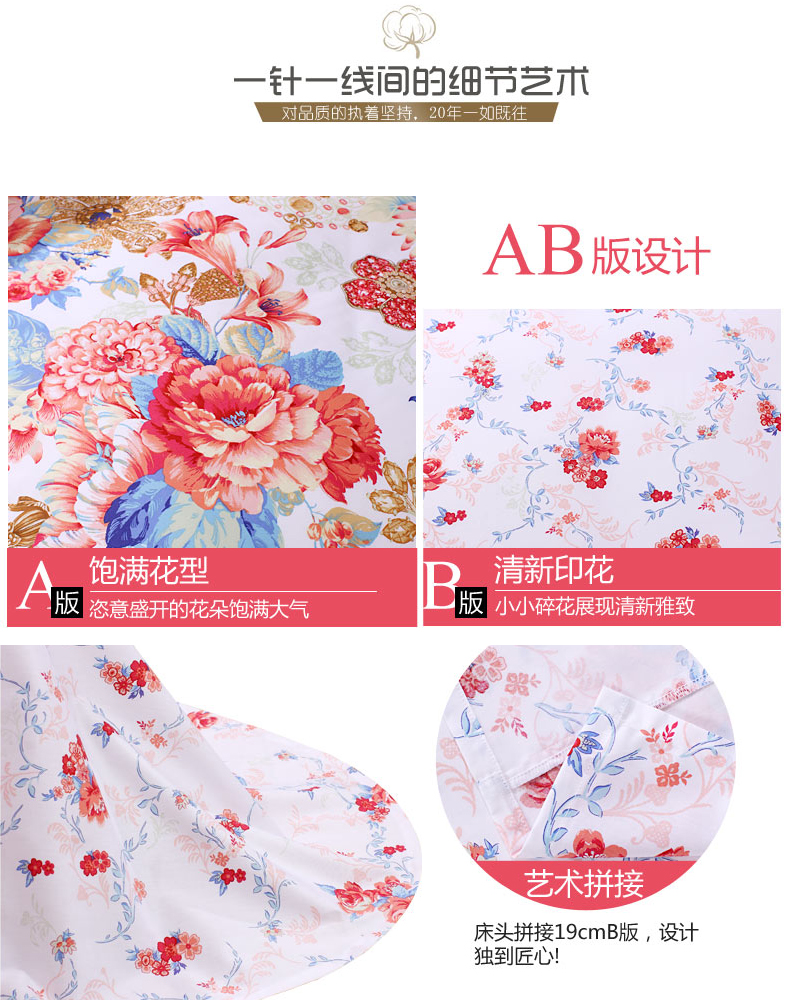 一针一线间的细节艺术
对品质的执着坚持，20年一如既往
AB版设计
A版
饱满花型
恣意盛开的花朵饱满大气
B版
清新印花
小小碎花展现清新雅致
艺术拼接
床头拼接19cmB版，设计
独到匠心!